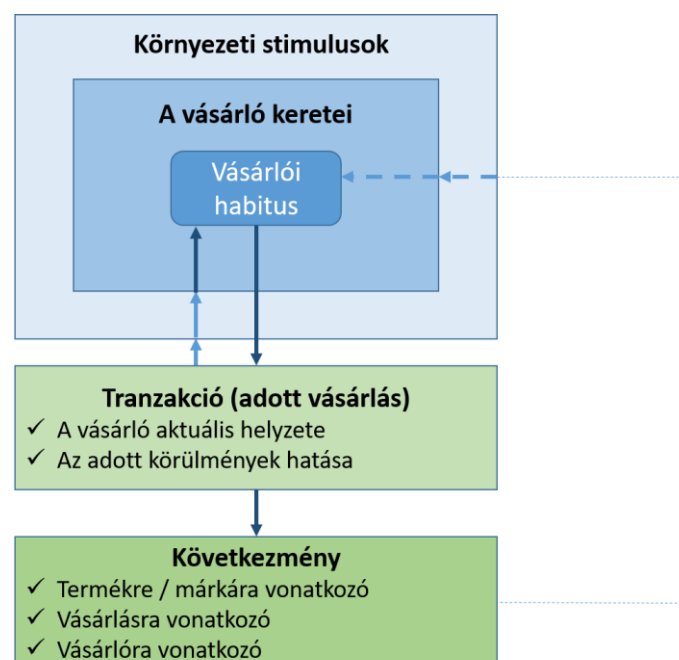 Környezeti stimulusok
A vásárló keretei
Vásárlói
habitus
Tranzakció (adott vásárlás)
✓ A vásárló aktuális helyzete
✓ Az adott körülmények hatása
Következmény
✓ Termékre / márkára vonatkozó
✓ Vásárlásra vonatkozó
✓ Vásárlóra vonatkozó